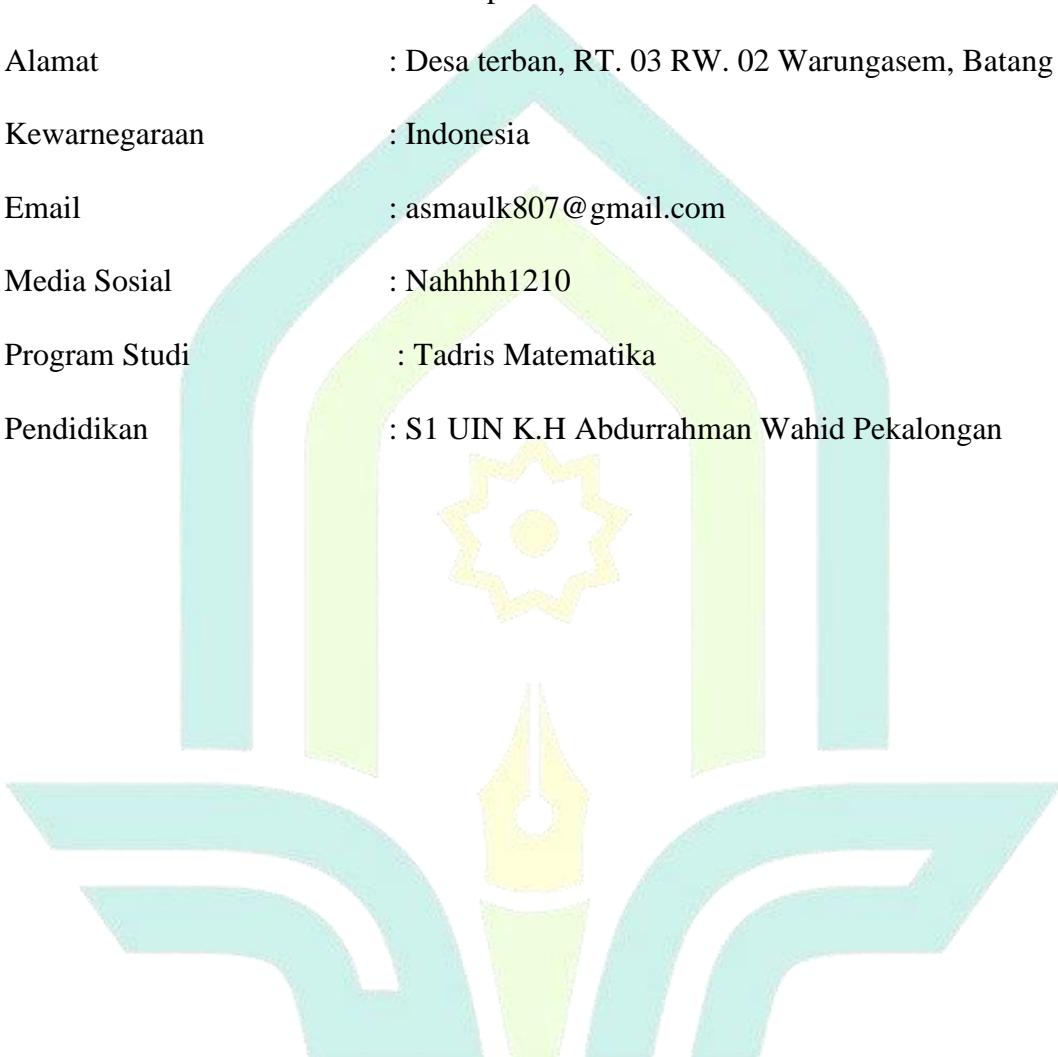 Alamat : Desa terban, RT. 03 RW. 02 Warungasem, Batang
Kewarnegaraan : Indonesia
Email : asmaulk807@gmail.com
Media Sosial : Nahhhh1210
Program Studi : Tadris Matematika
Pendidikan : S1 UIN K.H Abdurrahman Wahid Pekalongan